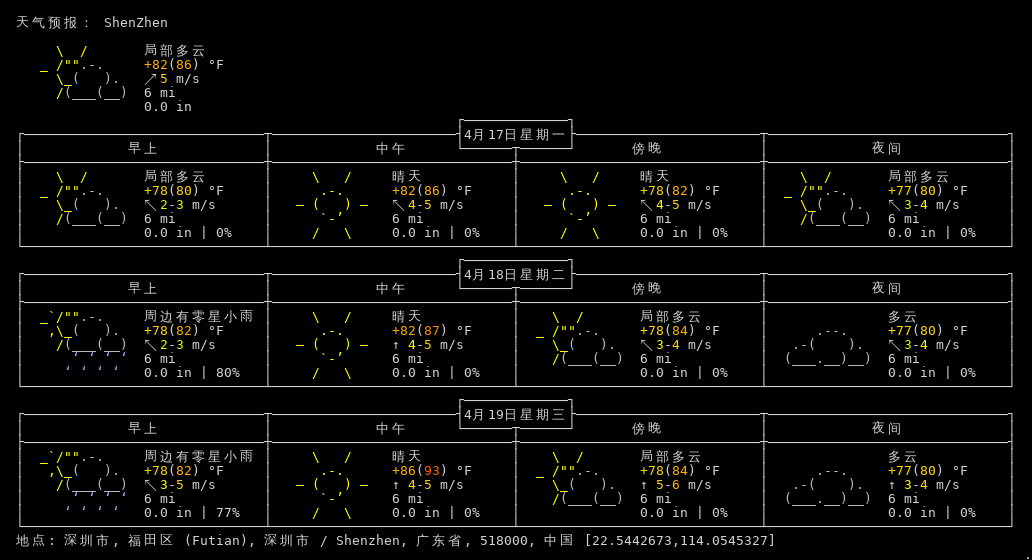 天气预报： ShenZhen
局部多云
+82(86) °F
↗5 m/s
6 mi
0.0 in
4月17日星期一
早上 中午 傍晚 夜间
局部多云 晴天 晴天 局部多云
+78(80) °F +82(86) °F +78(82) °F +77(80) °F
↖2-3 m/s ↖4-5 m/s ↖4-5 m/s ↖3-4 m/s
6 mi 6 mi 6 mi 6 mi
0.0 in | 0% 0.0 in | 0% 0.0 in | 0% 0.0 in | 0%
4月18日星期二
早上 中午 傍晚 夜间
周边有零星小雨 晴天 局部多云 多云
+78(82) °F +82(87) °F +78(84) °F +77(80) °F
↖2-3 m/s ↑ 4-5 m/s ↖3-4 m/s ↖3-4 m/s
6 mi 6 mi 6 mi 6 mi
0.0 in | 80% 0.0 in | 0% 0.0 in | 0% 0.0 in | 0%
4月19日星期三
早上 中午 傍晚 夜间
周边有零星小雨 晴天 局部多云 多云
+78(82) °F +86(93) °F +78(84) °F +77(80) °F
↖3-5 m/s ↑ 4-5 m/s ↑ 5-6 m/s ↑ 3-4 m/s
6 mi 6 mi 6 mi 6 mi
0.0 in | 77% 0.0 in | 0% 0.0 in | 0% 0.0 in | 0%
地点: 深圳市, 福田区 (Futian), 深圳市 / Shenzhen, 广东省, 518000, 中国 [22.5442673,114.0545327]